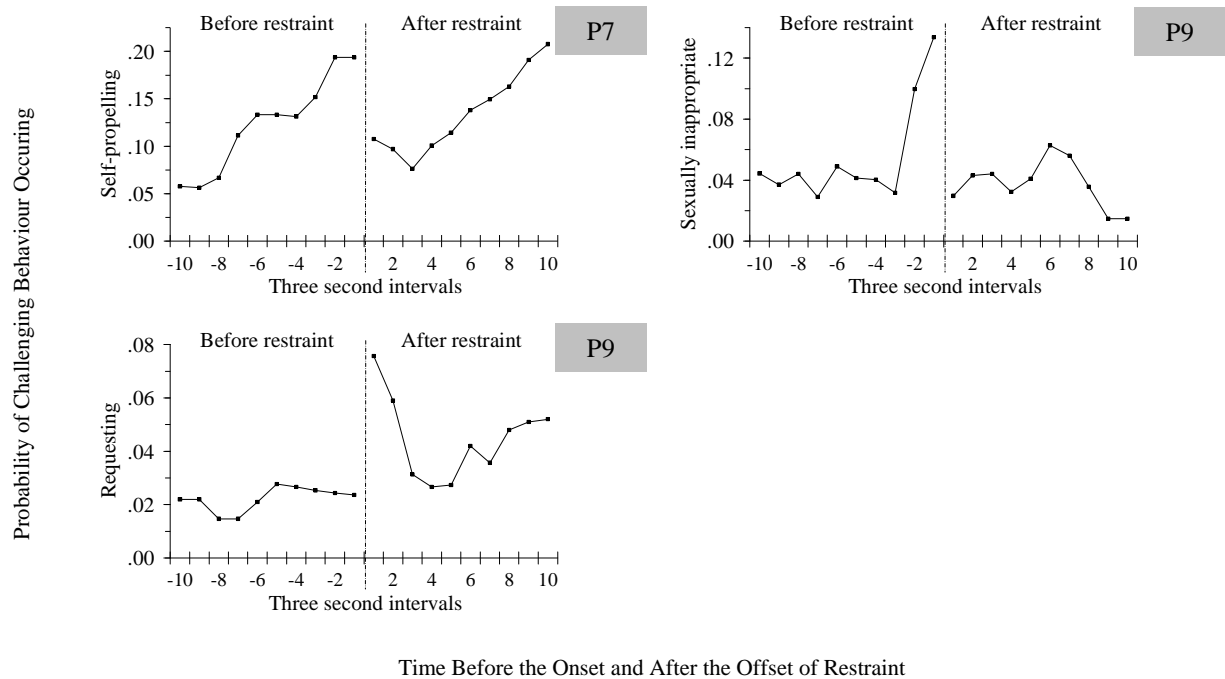 Probability of Challenging Behaviour Occuring
Before restraint After restraint P7
Self-propelling
.20
.15
.10
.05
.00
-10 -8 -6 -4 -2 2 4 6 8 10
Three second intervals
Before restraint After restraint P9
Sexually inappropriate
.12
.08
.04
.00
-10 -8 -6 -4 -2 2 4 6 8 10
Three second intervals
Before restraint After restraint P9
Requesting
.08
.06
.04
.02
.00
-10 -8 -6 -4 -2 2 4 6 8 10
Three second intervals
Time Before the Onset and After the Offset of Restraint